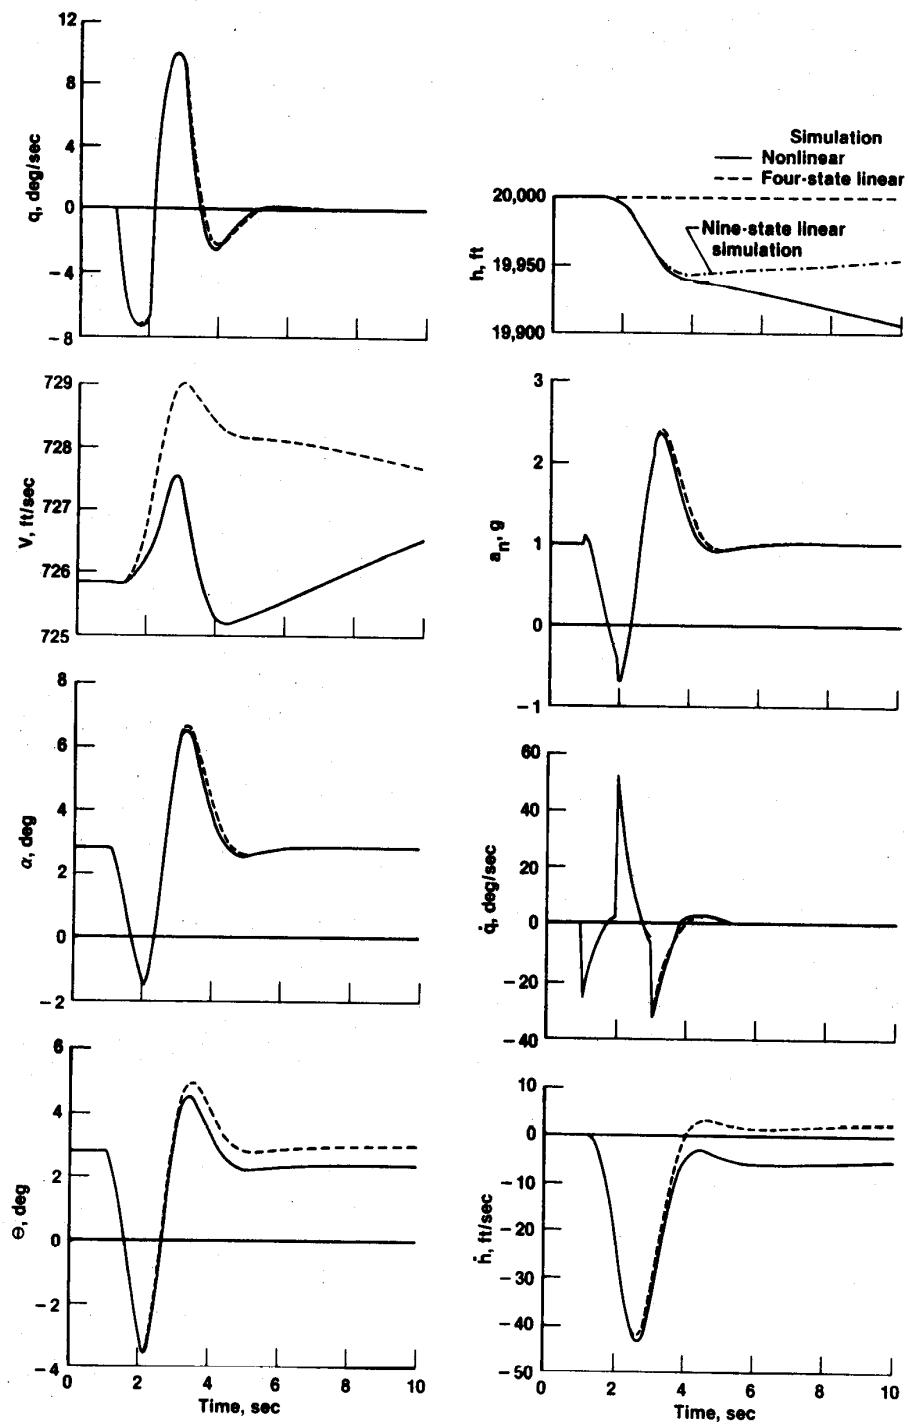 12
8
4
0
−4
−8
q, deg/sec
Simulation
Nonlinear
Four-state linear
20,000
19,950
19,900
h, ft
Nine-state linear
simulation
729
728
727
726
725
V, ft/sec
3
2
1
0
−1
an, g
8
6
4
2
0
−2
α, deg
60
40
20
0
−20
−40
q̇, deg/sec
6
4
2
0
−2
−4
Θ, deg
0 2 4 6 8 10
Time, sec
10
0
−10
−20
−30
−40
−50
ḣ, ft/sec
0 2 4 6 8 10
Time, sec